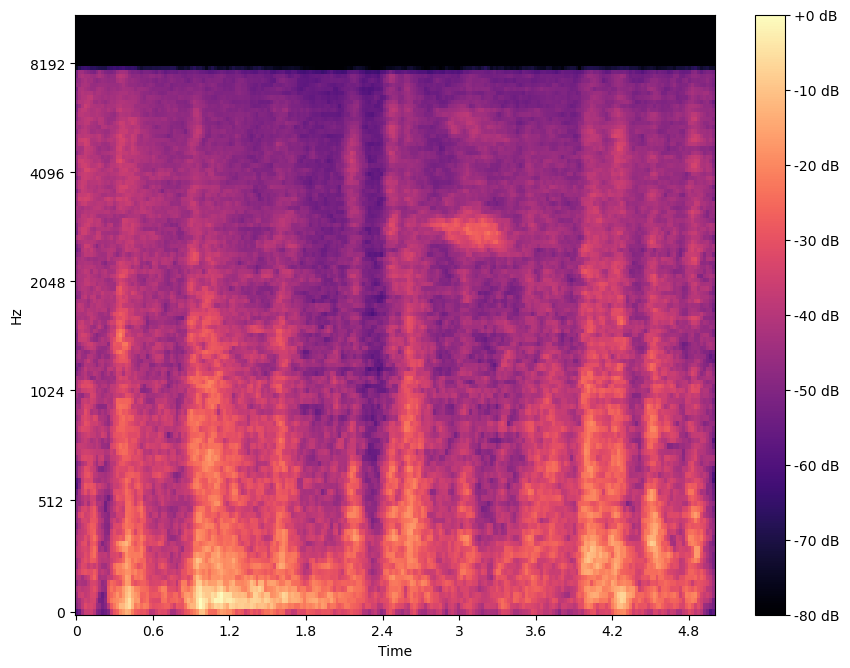 +0 dB
8192
-10 dB
4096
-20 dB
-30 dB
2048
Hz
-40 dB
1024
-50 dB
512
-60 dB
-70 dB
0
-80 dB
0 0.6 1.2 1.8 2.4 3 3.6 4.2 4.8
Time